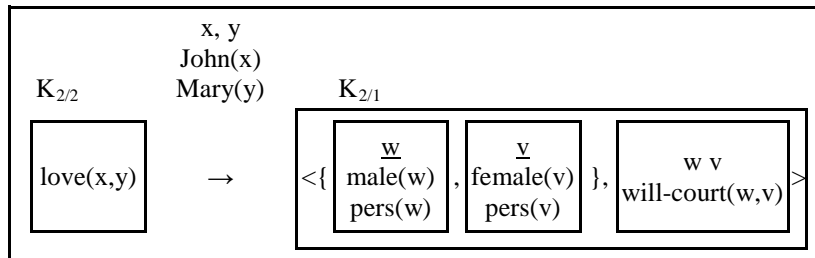 x, y
John(x)
Mary(y)
K2/2 K2/1
love(x,y) → <{ w male(w) pers(w) , v female(v) pers(v) }, w v will-court(w,v) >